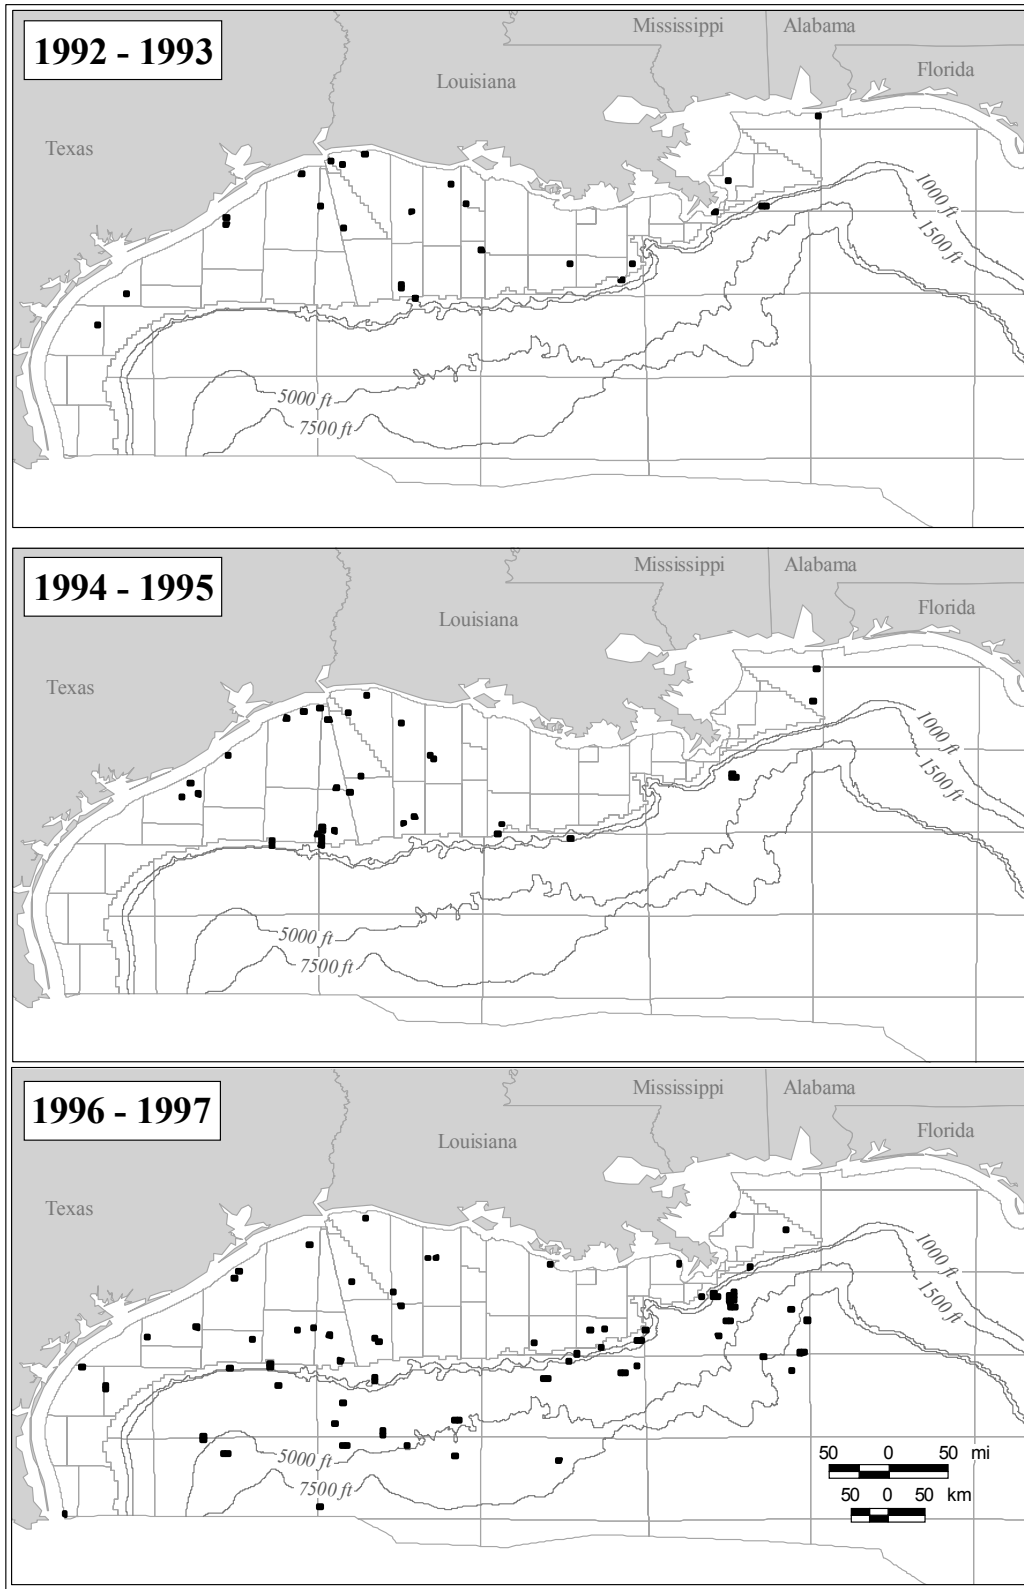 1992 - 1993
Mississippi
Alabama
Louisiana
Florida
Texas
1000 ft
1500 ft
5000 ft
7500 ft
1994 - 1995
Mississippi
Alabama
Louisiana
Florida
Texas
1000 ft
1500 ft
5000 ft
7500 ft
1996 - 1997
Mississippi
Alabama
Louisiana
Florida
Texas
1000 ft
1500 ft
5000 ft
7500 ft
50 0 50 mi
50 0 50 km